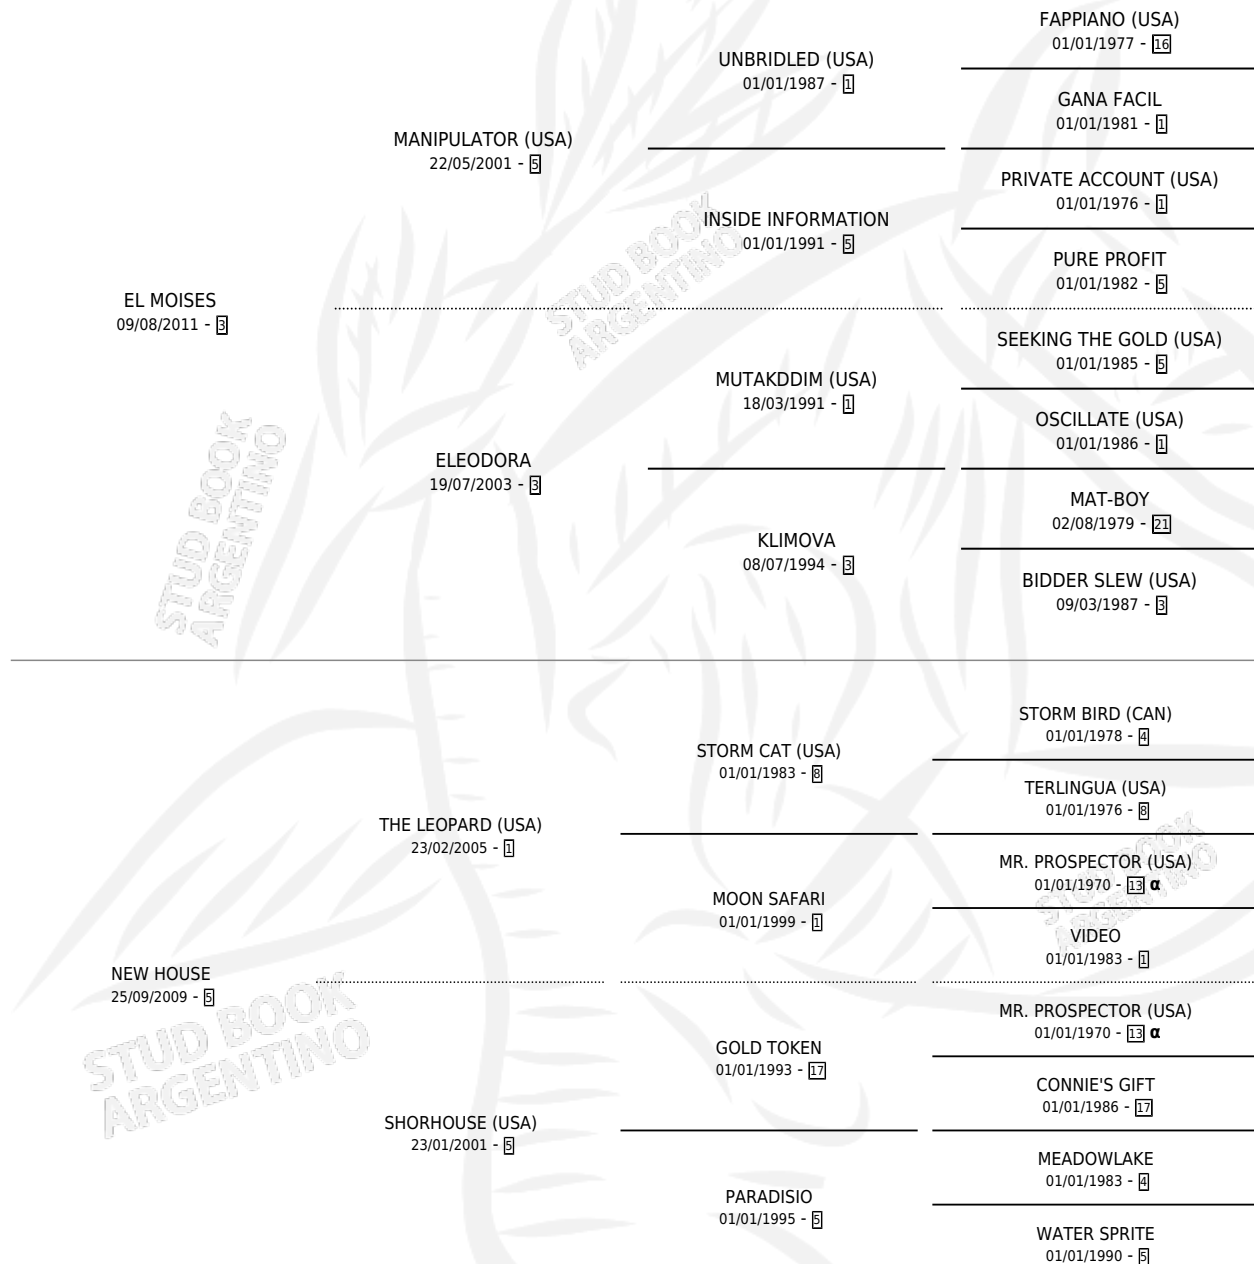 FAPPIANO (USA)
01/01/1977 - 16
UNBRIDLED (USA)
01/01/1987 - 1
GANA FACIL
01/01/1981 - 1
MANIPULATOR (USA)
22/05/2001 - 5
PRIVATE ACCOUNT (USA)
01/01/1976 - 1
INSIDE INFORMATION
01/01/1991 - 5
PURE PROFIT
01/01/1982 - 5
EL MOISES
09/08/2011 - 3
SEEKING THE GOLD (USA)
01/01/1985 - 5
MUTAKDDIM (USA)
18/03/1991 - 1
OSCILLATE (USA)
01/01/1986 - 1
ELEODORA
19/07/2003 - 3
MAT-BOY
02/08/1979 - 21
KLIMOVA
08/07/1994 - 3
BIDDER SLEW (USA)
09/03/1987 - 3
STORM BIRD (CAN)
01/01/1978 - 4
STORM CAT (USA)
01/01/1983 - 8
TERLINGUA (USA)
01/01/1976 - 8
THE LEOPARD (USA)
23/02/2005 - 1
MR. PROSPECTOR (USA)
01/01/1970 - 13 α
MOON SAFARI
01/01/1999 - 1
VIDEO
01/01/1983 - 1
NEW HOUSE
25/09/2009 - 5
MR. PROSPECTOR (USA)
01/01/1970 - 13 α
GOLD TOKEN
01/01/1993 - 17
CONNIE'S GIFT
01/01/1986 - 17
SHORHOUSE (USA)
23/01/2001 - 5
MEADOWLAKE
01/01/1983 - 4
PARADISIO
01/01/1995 - 5
WATER SPRITE
01/01/1990 - 5
STUD BOOK
ARGENTINO
STUD BOOK
ARGENTINO
STUD BOOK
ARGENTINO
STUD BOOK
ARGENTINO